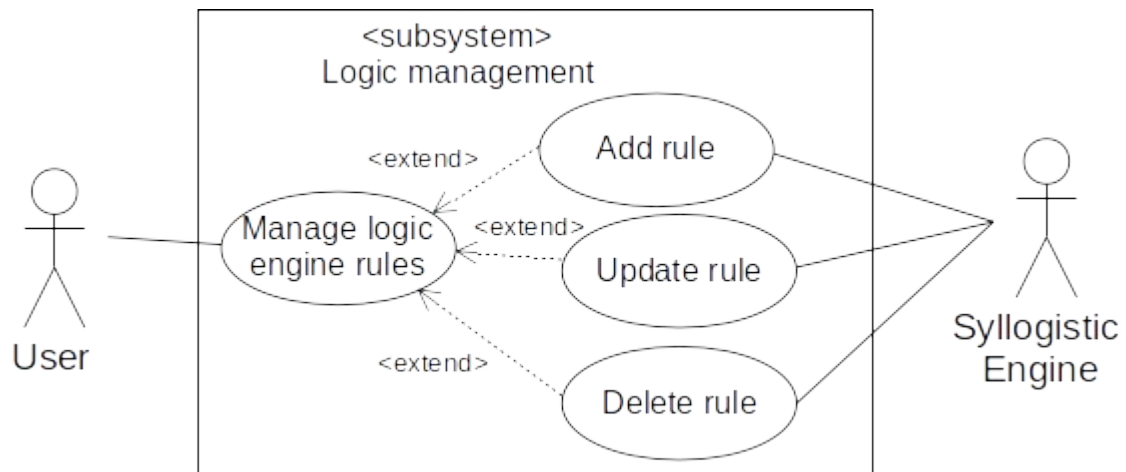 <subsystem>
Logic management
Add rule
<extend>
Manage logic
engine rules
<extend>
Update rule
<extend>
Delete rule
User
Syllogistic
Engine